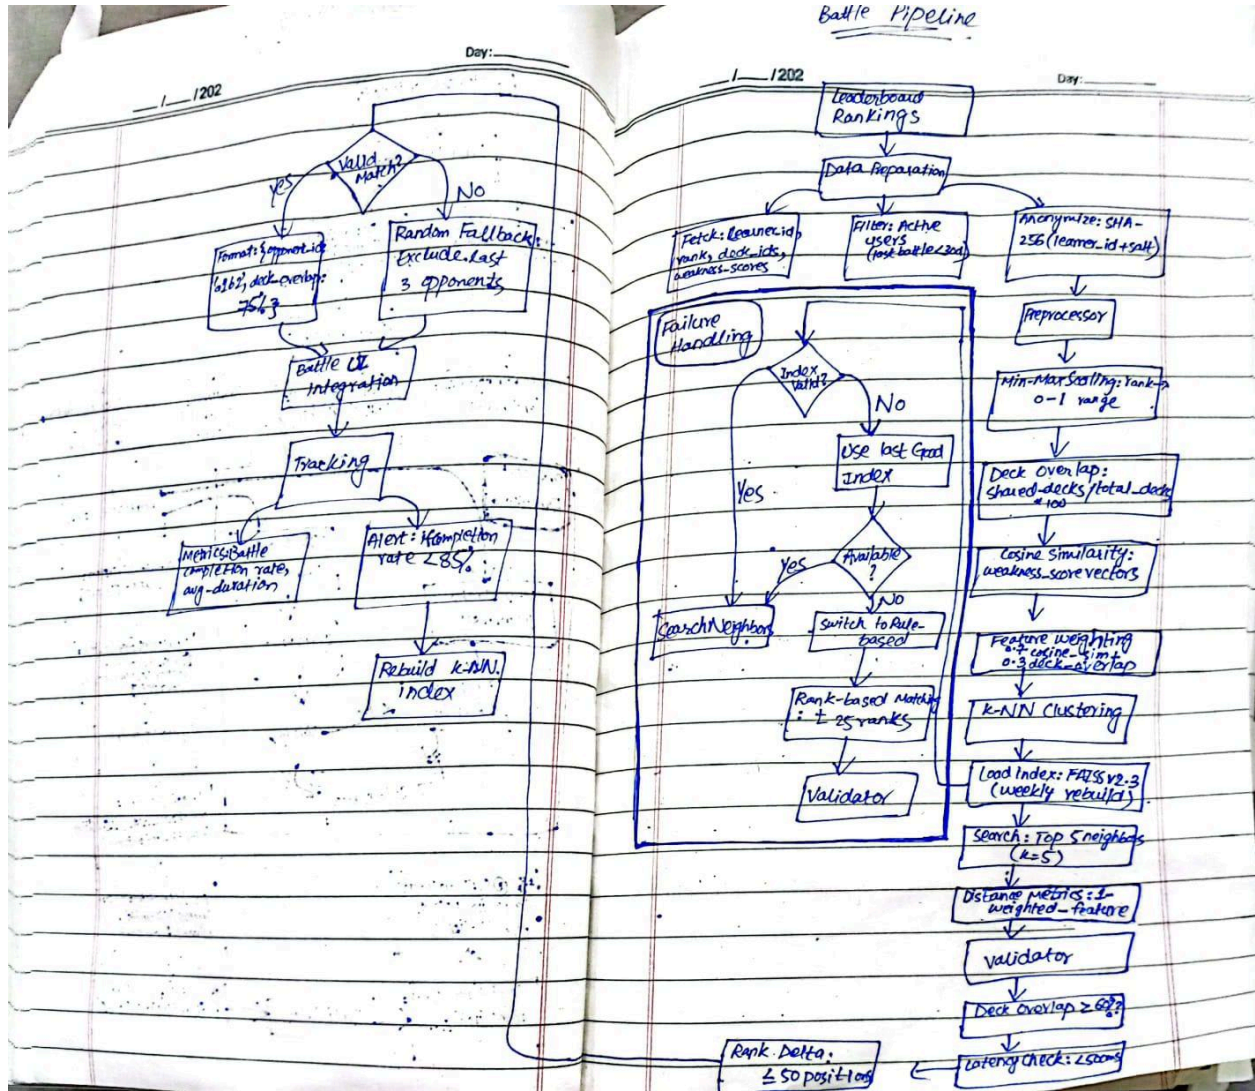 Battle Pipeline
Day:
/ /202
Valid
Match?
Yes
No
Format: {opponent_id:
'a1b2', deck_overlap:
75%}
Random Fallback:
Exclude last
3 opponents
Battle UI
Integration
Tracking
Metrics: Battle
completion rate,
avg-duration
Alert: if completion
rate <85%
Rebuild k-NN
index
/ /202
Day:
Leaderboard
Rankings
Data Preparation
Fetch: learner_id,
rank, deck_ids,
weakness-scores
Filter: Active
users
(last battle<30d)
Anonymize: SHA-
256(learner_id+salt)
Preprocessor
Min-Max Scaling: rank→
0-1 range
Deck Overlap:
shared-decks/total_decks
*100
Cosine similarity:
weakness_score vectors
Feature weighting
0.7*cosine_sim+
0.3*deck_overlap
K-NN Clustering
Load Index: FAISS v2.3
(weekly rebuild)
Search: Top 5 neighbors
(k=5)
Distance Metrics: 1-
weighted_feature
Validator
Deck Overlap ≥ 60%?
Latency Check: <500ms
Rank Delta:
≤ 50 positions
Failure
Handling
Index
Valid?
No
Yes
Use last Good
Index
Available
?
Yes
No
Search Neighbors
Switch to Rule-
based
Rank-based Matching
: ± 25 ranks
Validator